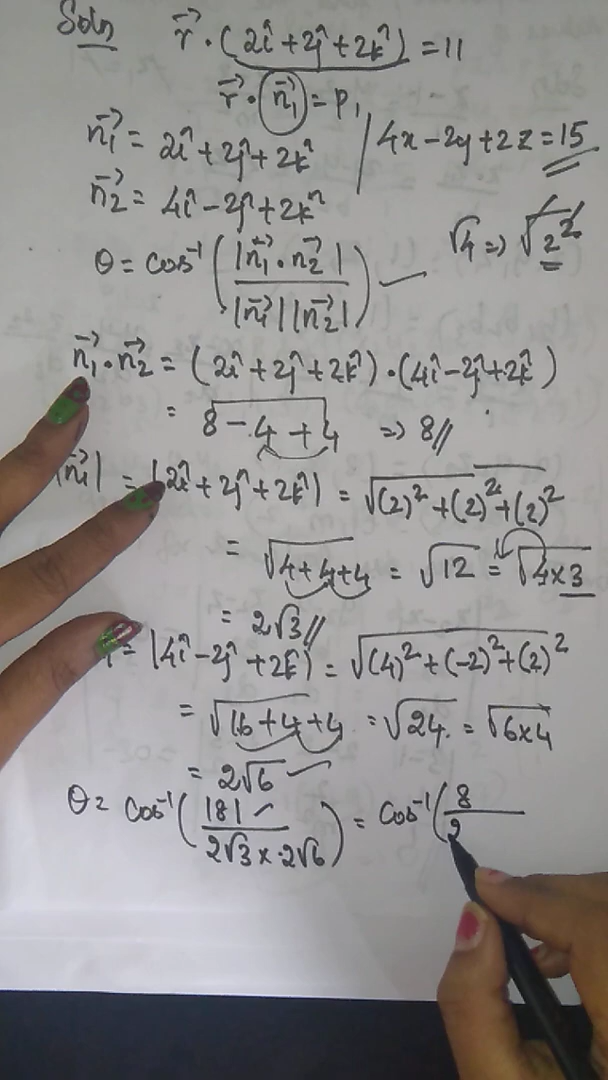 Soln r⃗ · (2î + 2ĵ + 2k̂) = 11
r⃗ · (n⃗₁) = P₁
n⃗₁ = 2î + 2ĵ + 2k̂ | 4x - 2y + 2z = 15
n⃗₂ = 4î - 2ĵ + 2k̂
θ = cos⁻¹ (|n⃗₁ · n⃗₂| / |n⃗₁| |n⃗₂|) √4 => √2²
n⃗₁ · n⃗₂ = (2î + 2ĵ + 2k̂) · (4î - 2ĵ + 2k̂)
= 8 - 4 + 4 => 8//
|n⃗₁| = |2î + 2ĵ + 2k̂| = √(2)² + (2)² + (2)²
= √4 + 4 + 4 = √12 = √4×3
= 2√3//
= |4î - 2ĵ + 2k̂| = √(4)² + (-2)² + (2)²
= √16 + 4 + 4 = √24 = √6×4
= 2√6
θ = cos⁻¹ (|8| / 2√3 × 2√6) = cos⁻¹ (8 / 2